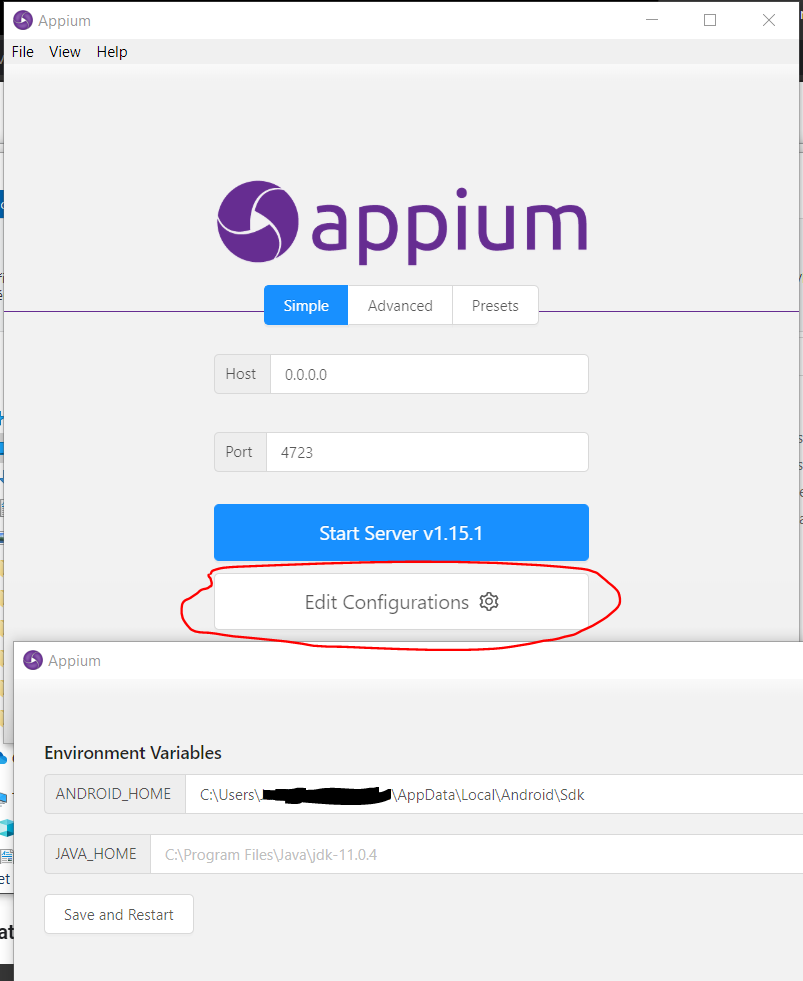 Appium
File View Help
appium
Simple Advanced Presets
Host 0.0.0.0
Port 4723
Start Server v1.15.1
Edit Configurations
Appium
Environment Variables
ANDROID_HOME C:\Users\ \AppData\Local\Android\Sdk
JAVA_HOME C:\Program Files\Java\jdk-11.0.4
Save and Restart
et
at